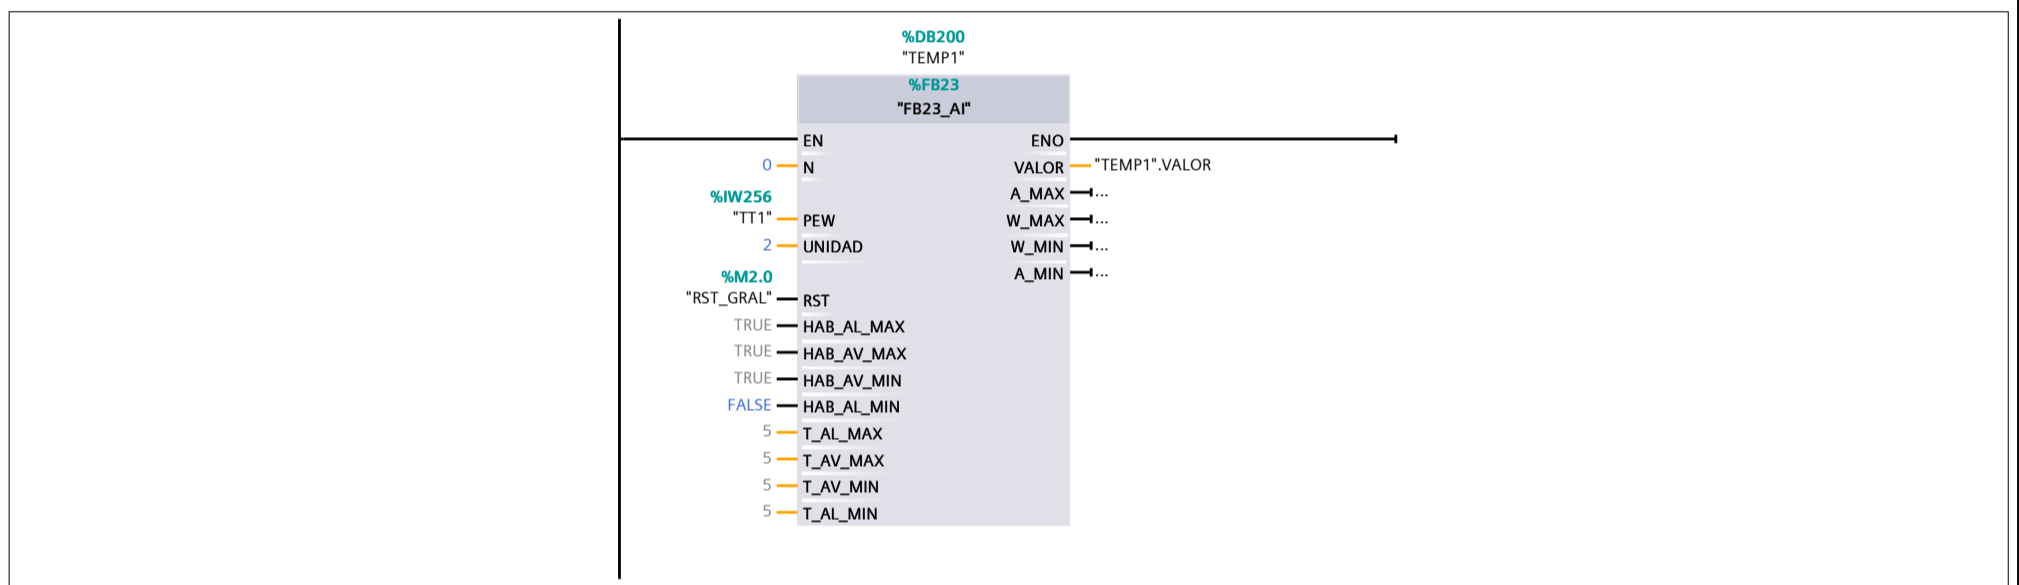 %DB200
"TEMP1"
%FB23
"FB23_AI"
EN ENO
0 N VALOR "TEMP1".VALOR
A_MAX ...
%IW256
"TT1" PEW W_MAX ...
2 UNIDAD W_MIN ...
A_MIN ...
%M2.0
"RST_GRAL" RST
TRUE HAB_AL_MAX
TRUE HAB_AV_MAX
TRUE HAB_AV_MIN
FALSE HAB_AL_MIN
5 T_AL_MAX
5 T_AV_MAX
5 T_AV_MIN
5 T_AL_MIN